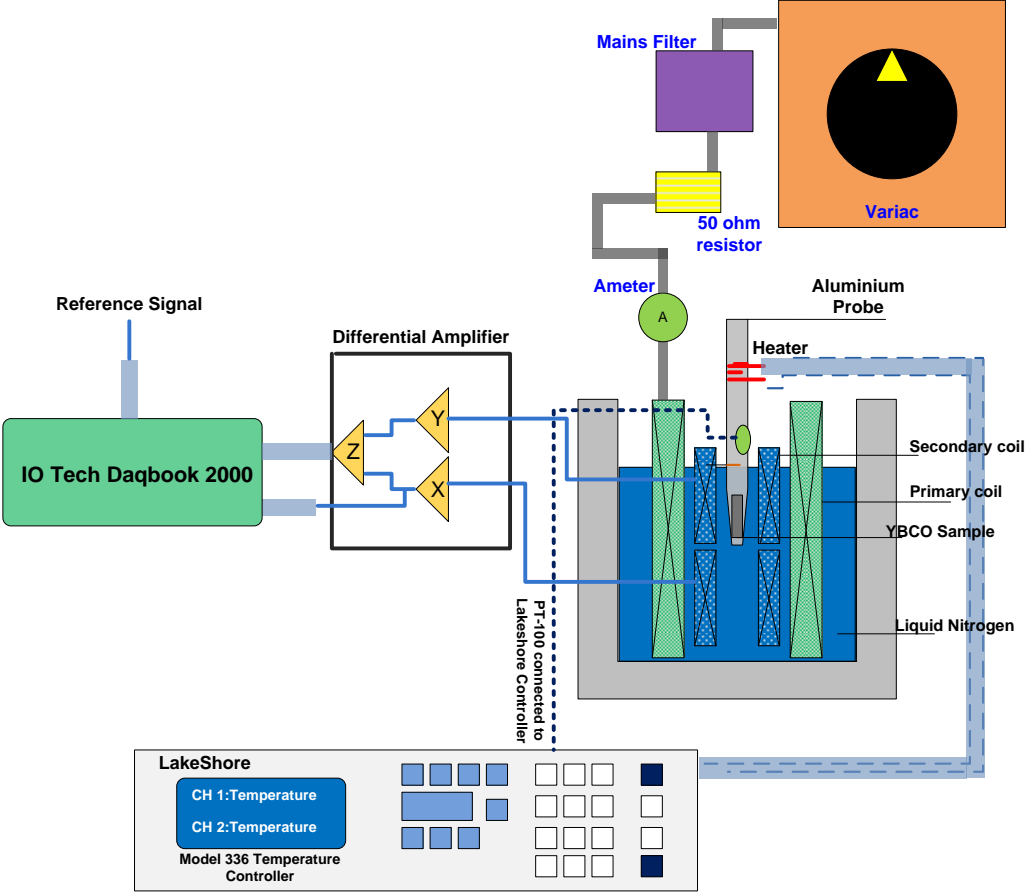 Mains Filter
Variac
50 ohm
resistor
Ameter
A
Aluminium
Probe
Heater
Reference Signal
Differential Amplifier
Y
Z
X
IO Tech Daqbook 2000
Secondary coil
Primary coil
YBCO Sample
Liquid Nitrogen
PT-100 connected to
Lakeshore Controller
LakeShore
CH 1:Temperature
CH 2:Temperature
Model 336 Temperature
Controller